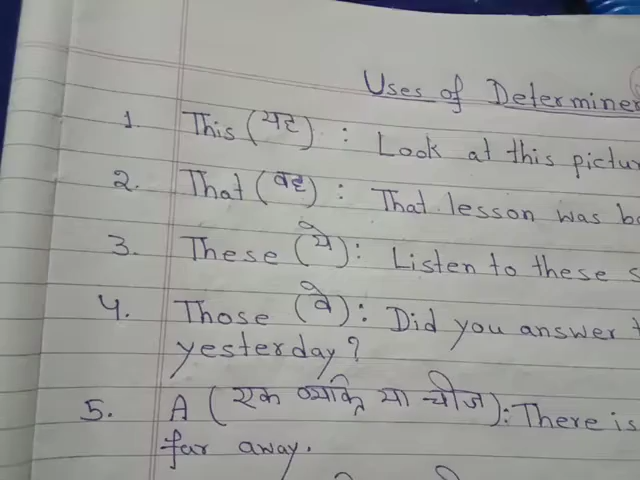 Uses of Determiner
1. This (यह) : Look at this pictur
2. That (वह) : That lesson was b
3. These (ये) : Listen to these s
4. Those (वे) : Did you answer t
yesterday?
5. A (एक व्यक्ति या चीज) : There is
far away.